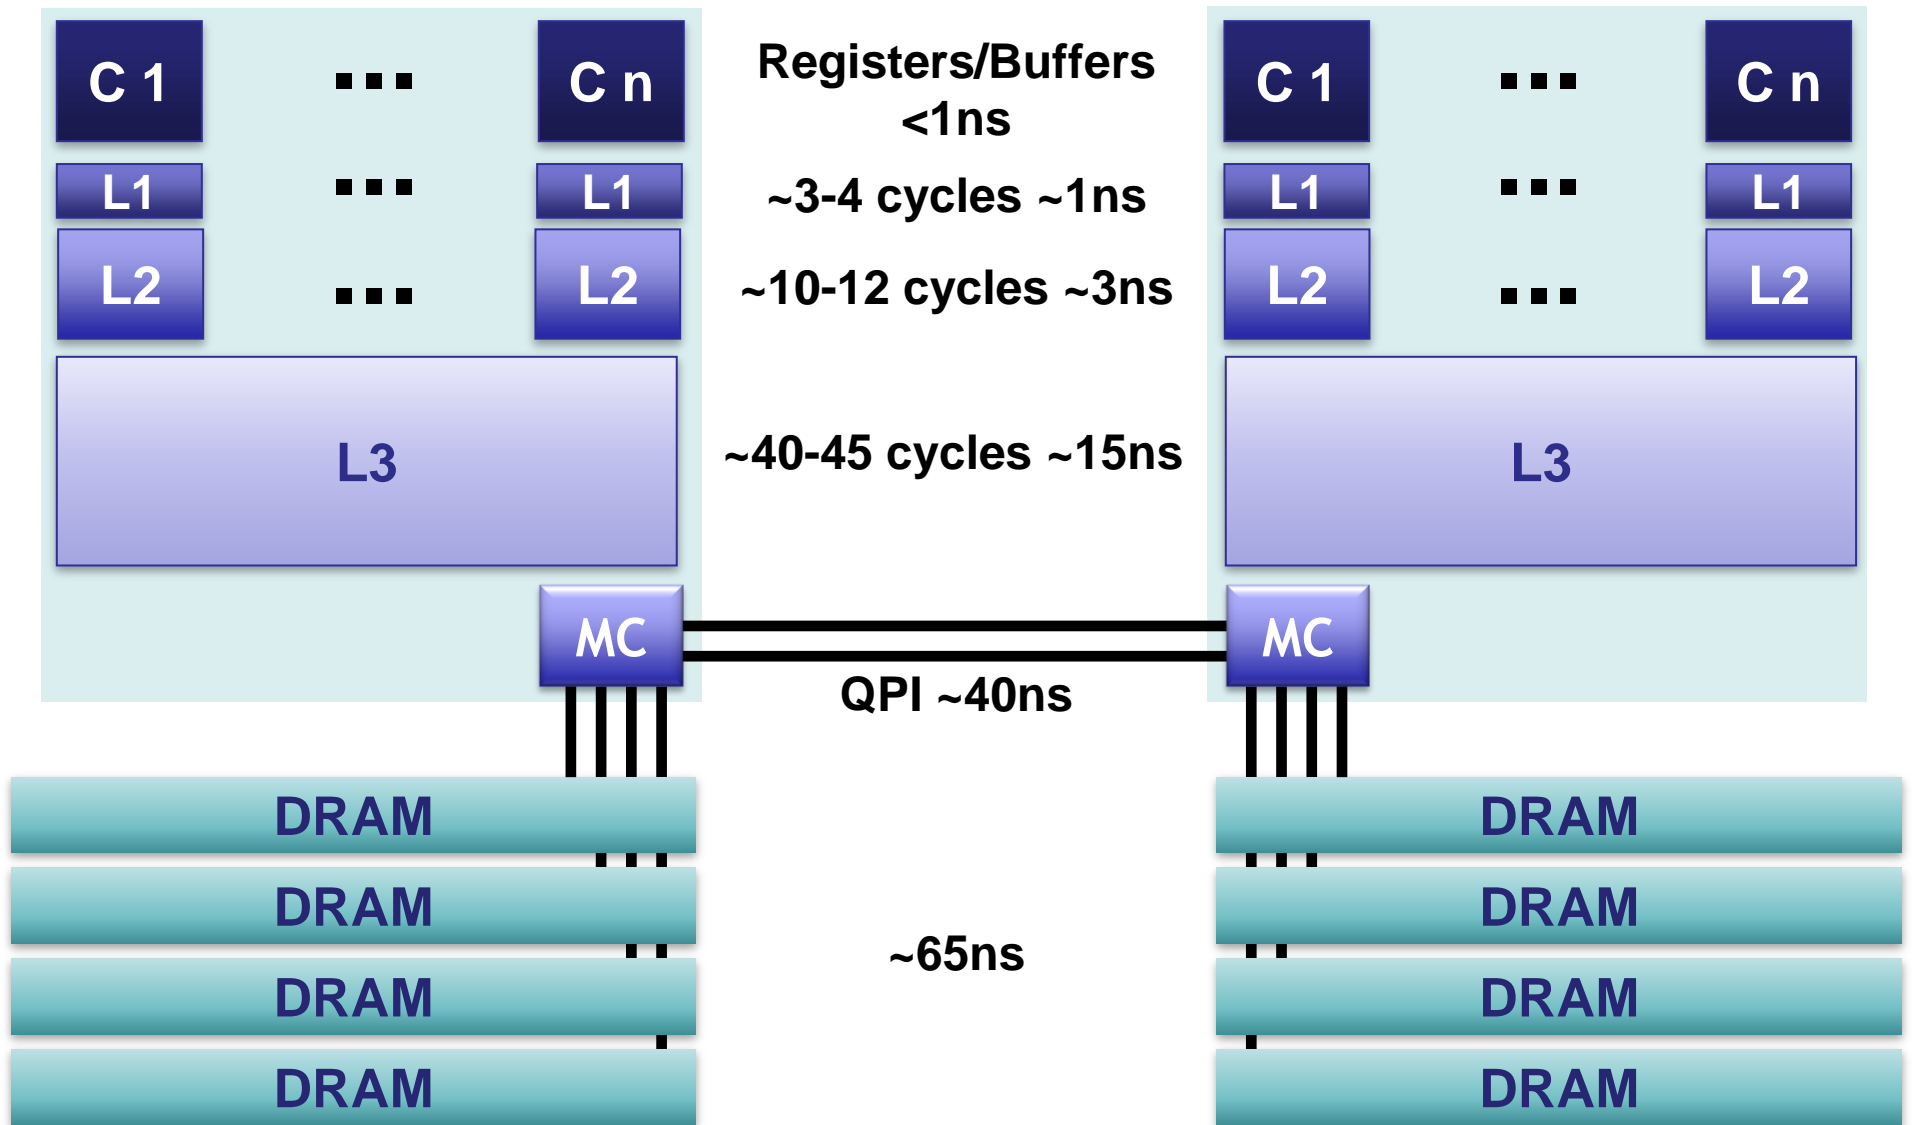 C 1
C n
Registers/Buffers
<1ns
C 1
C n
L1
L1
~3-4 cycles ~1ns
L1
L1
L2
L2
~10-12 cycles ~3ns
L2
L2
L3
~40-45 cycles ~15ns
L3
MC
MC
QPI ~40ns
DRAM
DRAM
DRAM
DRAM
~65ns
DRAM
DRAM
DRAM
DRAM